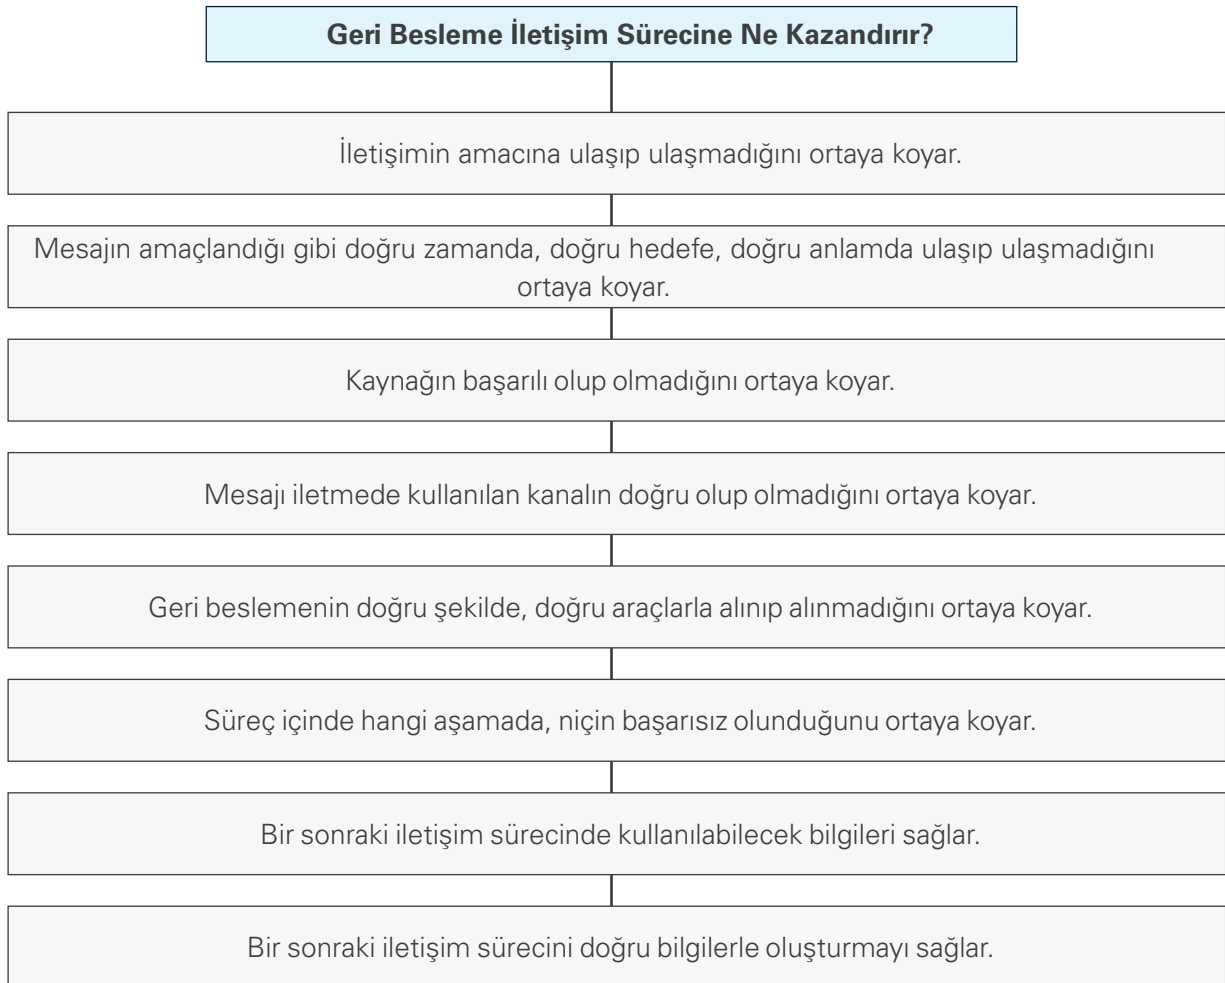 Geri Besleme İletişim Sürecine Ne Kazandırır?
İletişimin amacına ulaşıp ulaşmadığını ortaya koyar.
Mesajın amaçlandığı gibi doğru zamanda, doğru hedefe, doğru anlamda ulaşıp ulaşmadığını
ortaya koyar.
Kaynağın başarılı olup olmadığını ortaya koyar.
Mesajı iletmede kullanılan kanalın doğru olup olmadığını ortaya koyar.
Geri beslemenin doğru şekilde, doğru araçlarla alınıp alınmadığını ortaya koyar.
Süreç içinde hangi aşamada, niçin başarısız olunduğunu ortaya koyar.
Bir sonraki iletişim sürecinde kullanılabilecek bilgileri sağlar.
Bir sonraki iletişim sürecini doğru bilgilerle oluşturmayı sağlar.